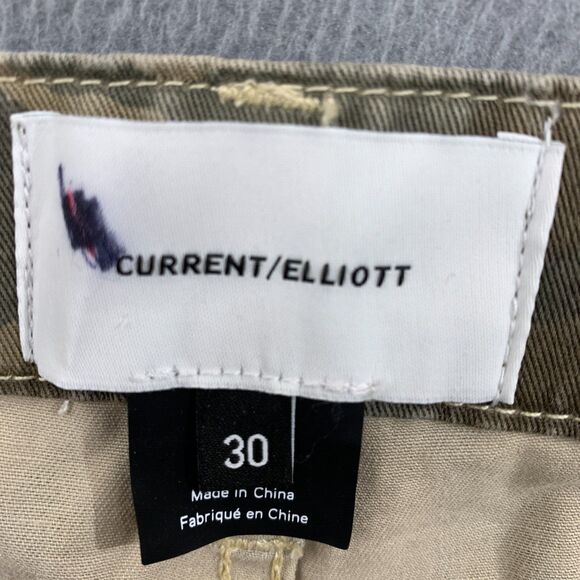 CURRENT/ELLIOTT
30
Made in China
Fabriqué en Chine